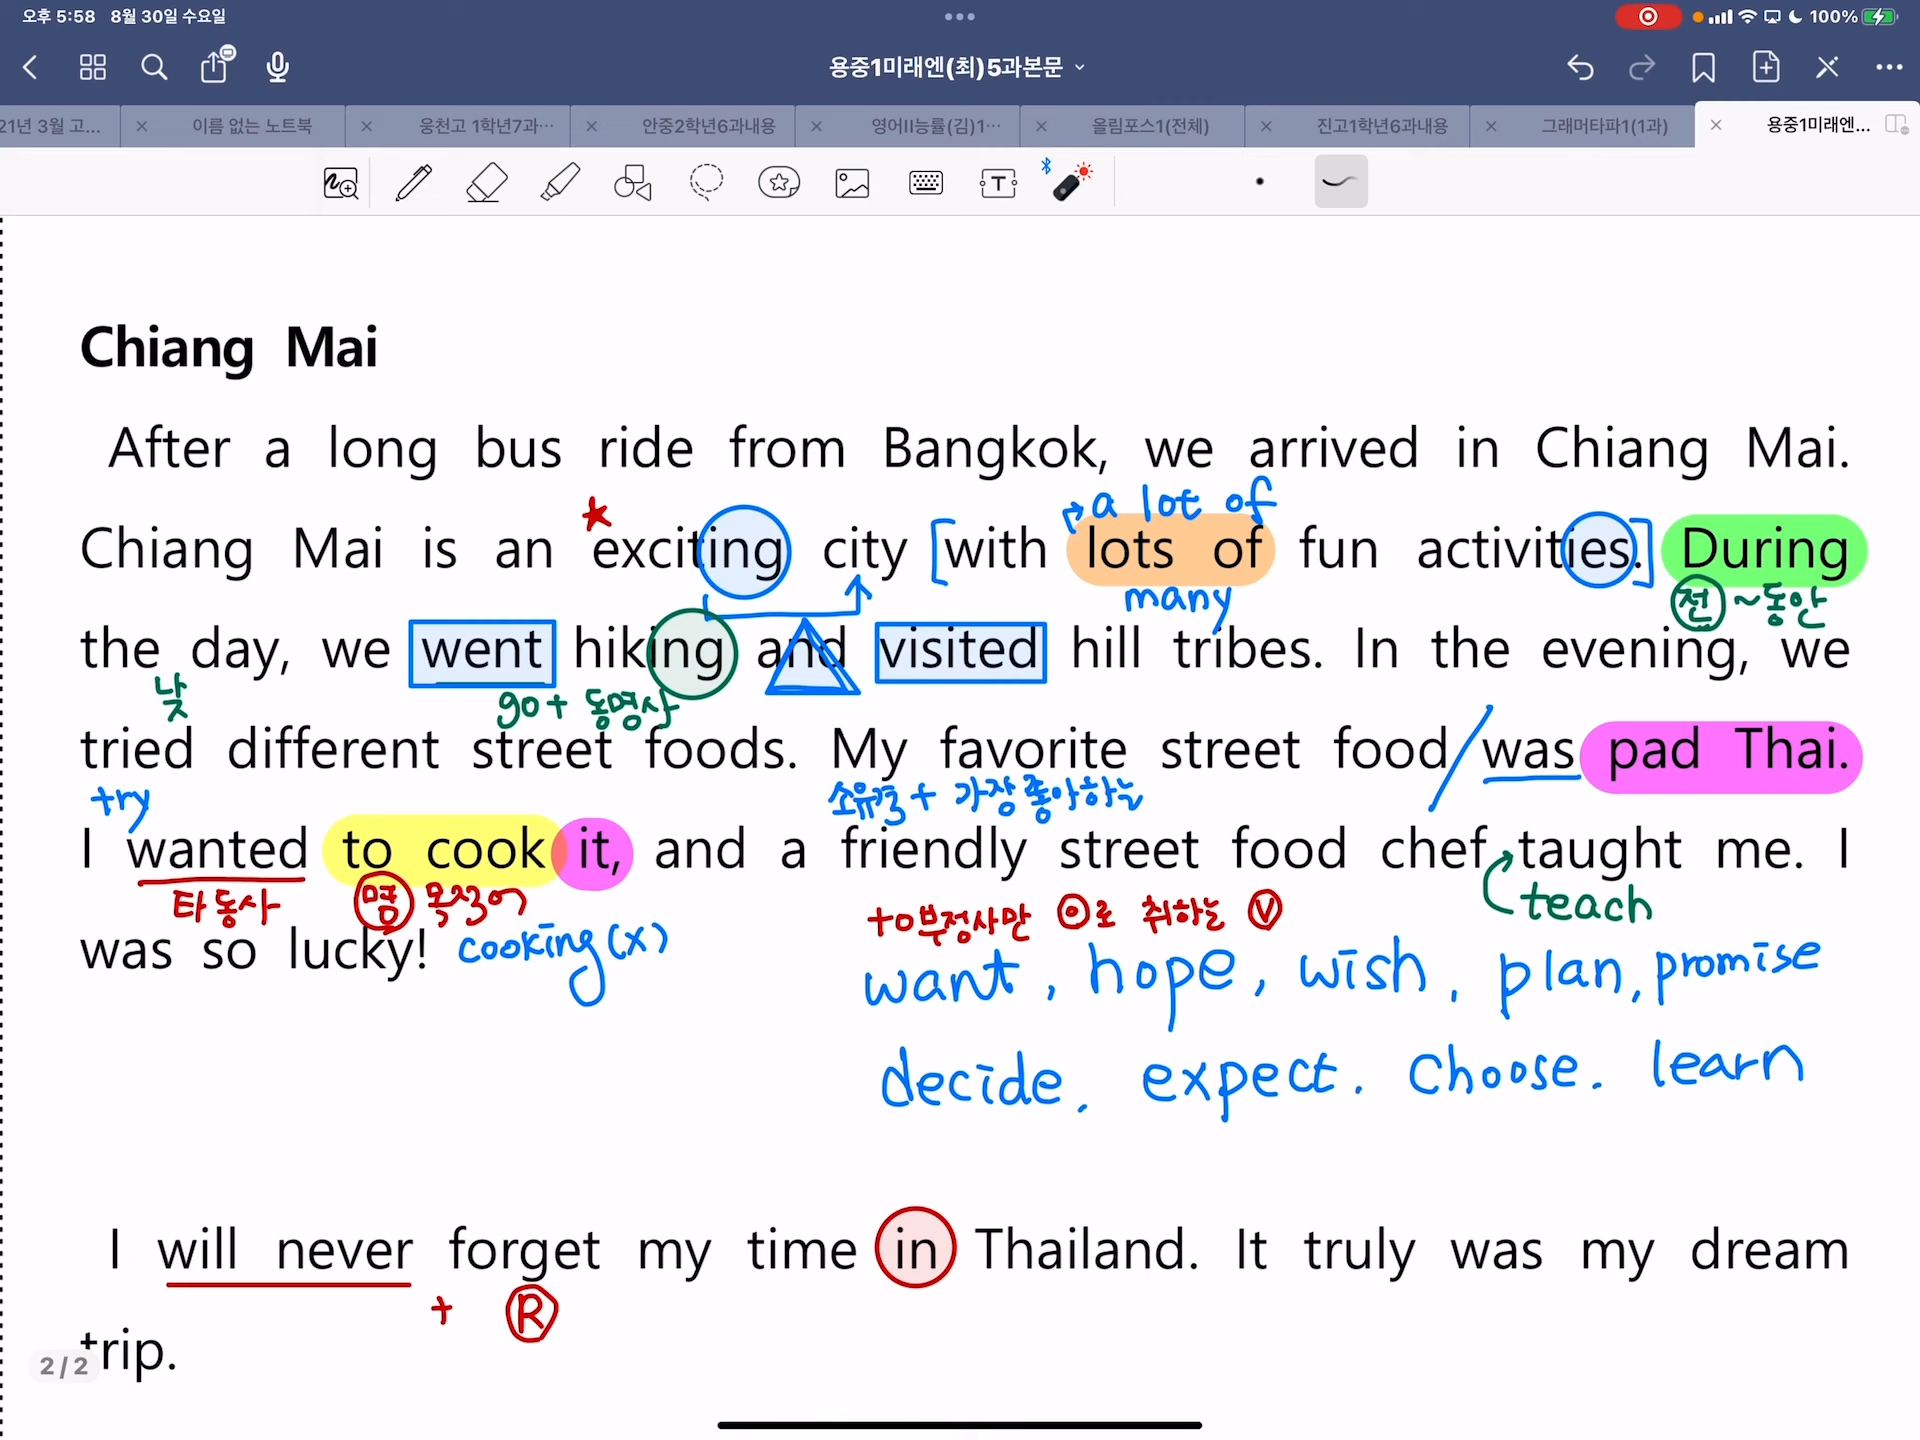 오후 5:58 8월 30일 수요일 100%
용중1미래엔(최)5과본문
21년 3월 고... 이름 없는 노트북 웅천고 1학년7과··· 안중2학년6과내용 영어II능률(김)1··· 올림포스1(전체) 진고1학년6과내용 그래머타파1(1과) 용중1미래엔...
Chiang Mai
After a long bus ride from Bangkok, we arrived in Chiang Mai.
a lot of
Chiang Mai is an exciting city [with lots of fun activities.] During
many 전 ~동안
the day, we went hiking and visited hill tribes. In the evening, we
낮 go+ 동명사
tried different street foods. My favorite street food / was pad Thai.
try 소유격 + 가장 좋아하는
I wanted to cook it, and a friendly street food chef taught me. I
타동사 명 목적어 to부정사만 O로 취하는 V teach
was so lucky! cooking(x)
want, hope, wish, plan, promise
decide, expect. choose. learn
I will never forget my time in Thailand. It truly was my dream
+ R
trip.
2/2